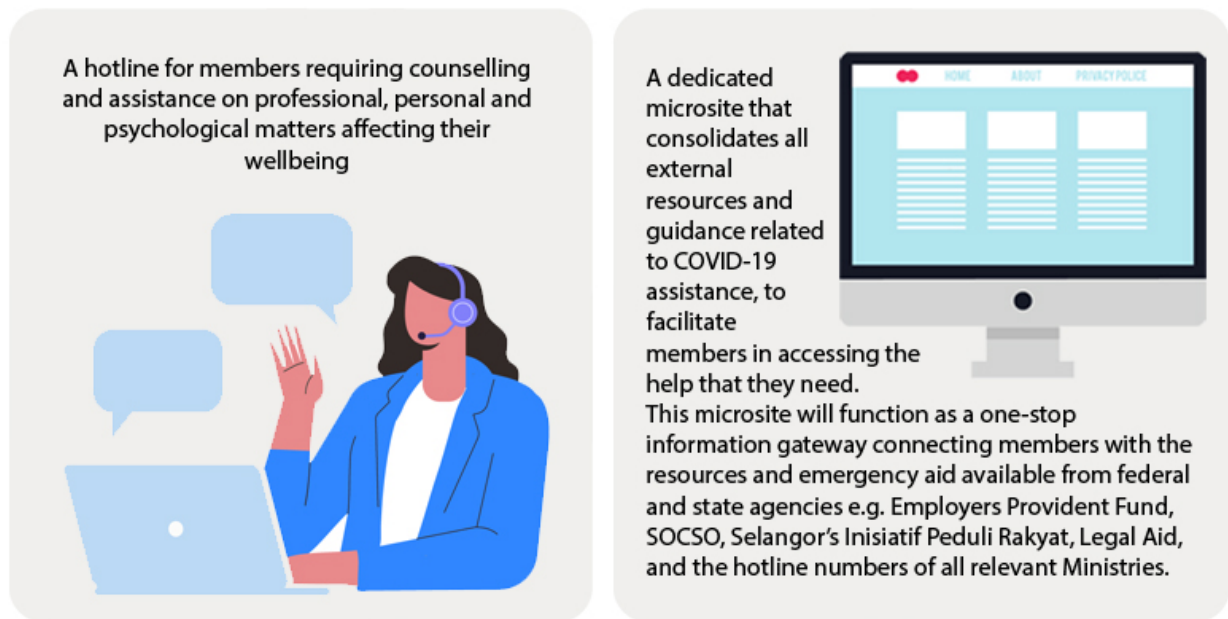 A hotline for members requiring counselling
and assistance on professional, personal and
psychological matters affecting their
wellbeing
A dedicated
microsite that
consolidates all
external
resources and
guidance related
to COVID-19
assistance, to
facilitate
members in accessing the
help that they need.
This microsite will function as a one-stop
information gateway connecting members with the
resources and emergency aid available from federal
and state agencies e.g. Employers Provident Fund,
SOCSO, Selangor’s Inisiatif Peduli Rakyat, Legal Aid,
and the hotline numbers of all relevant Ministries.
HOME ABOUT PRIVACY POLICE